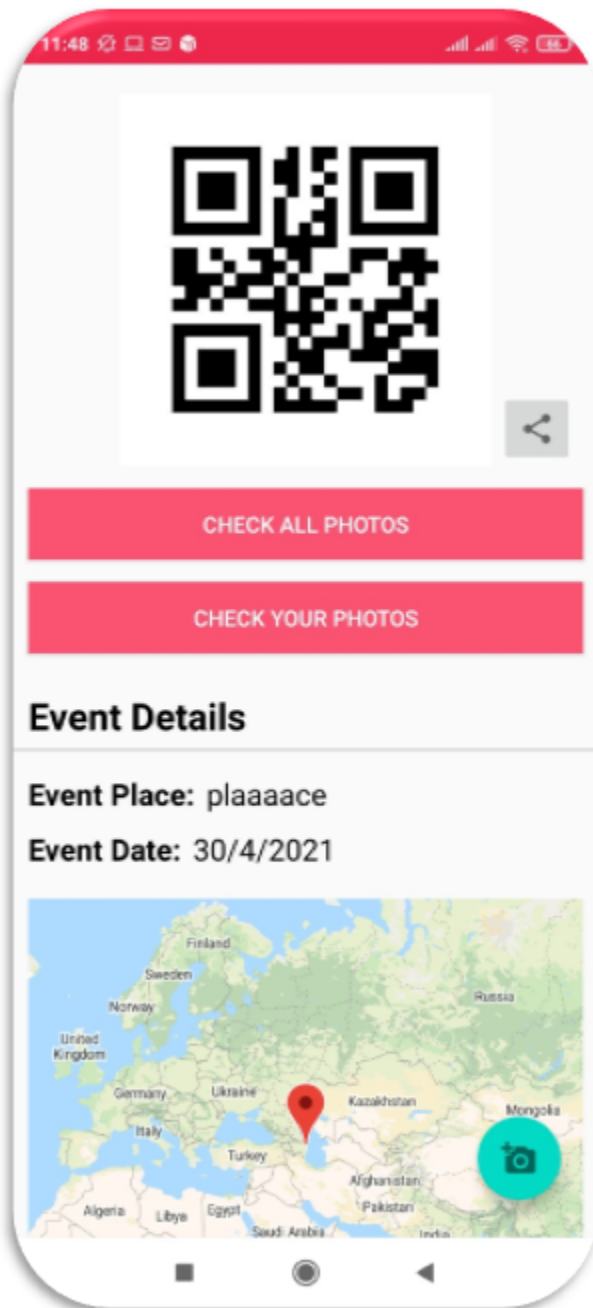 11:48
66
CHECK ALL PHOTOS
CHECK YOUR PHOTOS
Event Details
Event Place: plaaaace
Event Date: 30/4/2021
Finland
Sweden
Norway
Russia
United
Kingdom
Germany
Ukraine
Kazakhstan
Mongolia
Italy
Turkey
Afghanistan
Algeria
Libya
Egypt
Pakistan
Saudi Arabia
India